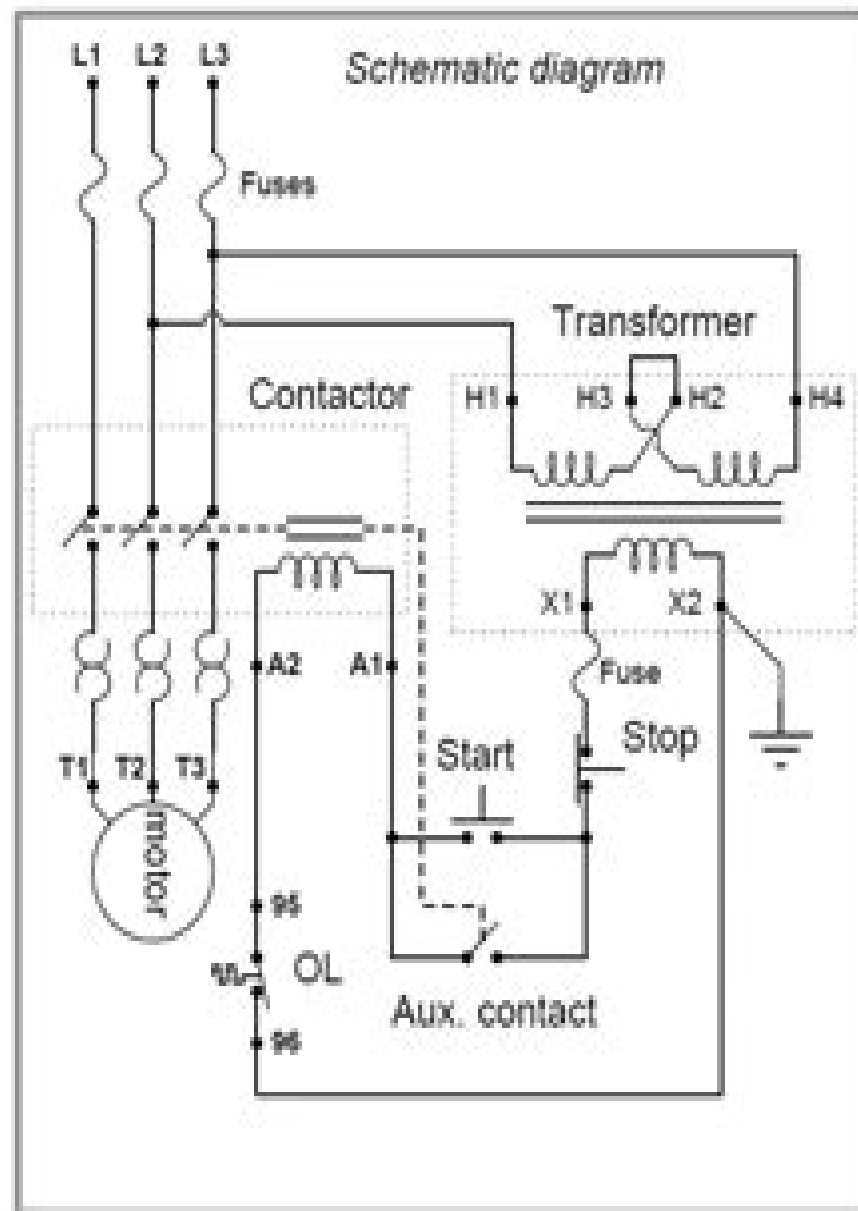 L1 L2 L3
Schematic diagram
Fuses
Transformer
Contactor
H1 H3 H2 H4
X1 X2
A2 A1
Fuse
Stop
Start
T1 T2 T3
motor
95
OL
Aux. contact
96